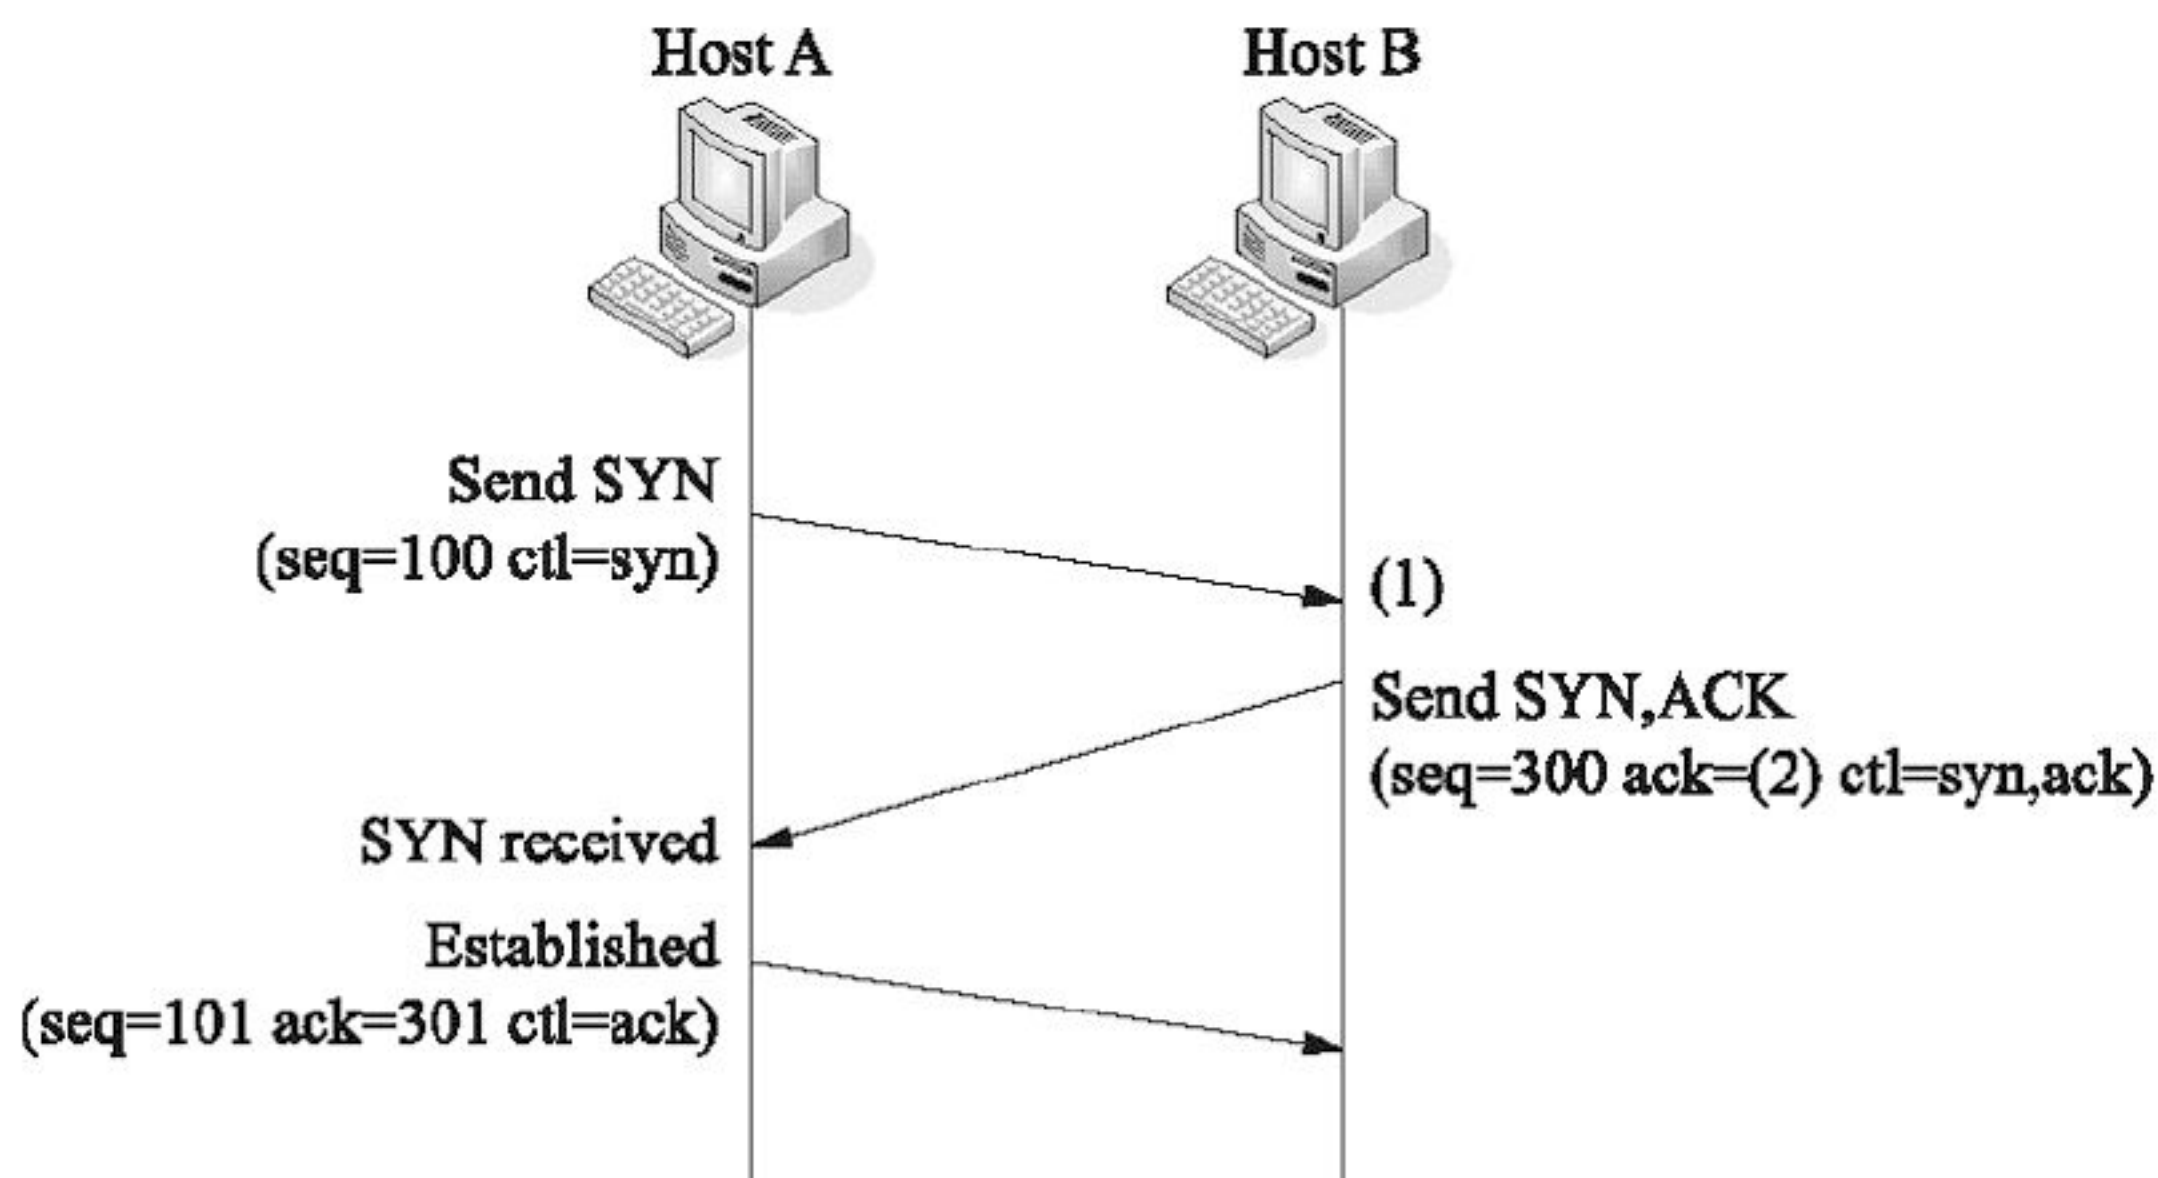 Host A
Host B
Send SYN
(seq=100 ctl=syn)
(1)
Send SYN,ACK
(seq=300 ack=(2) ctl=syn,ack)
SYN received
Established
(seq=101 ack=301 ctl=ack)